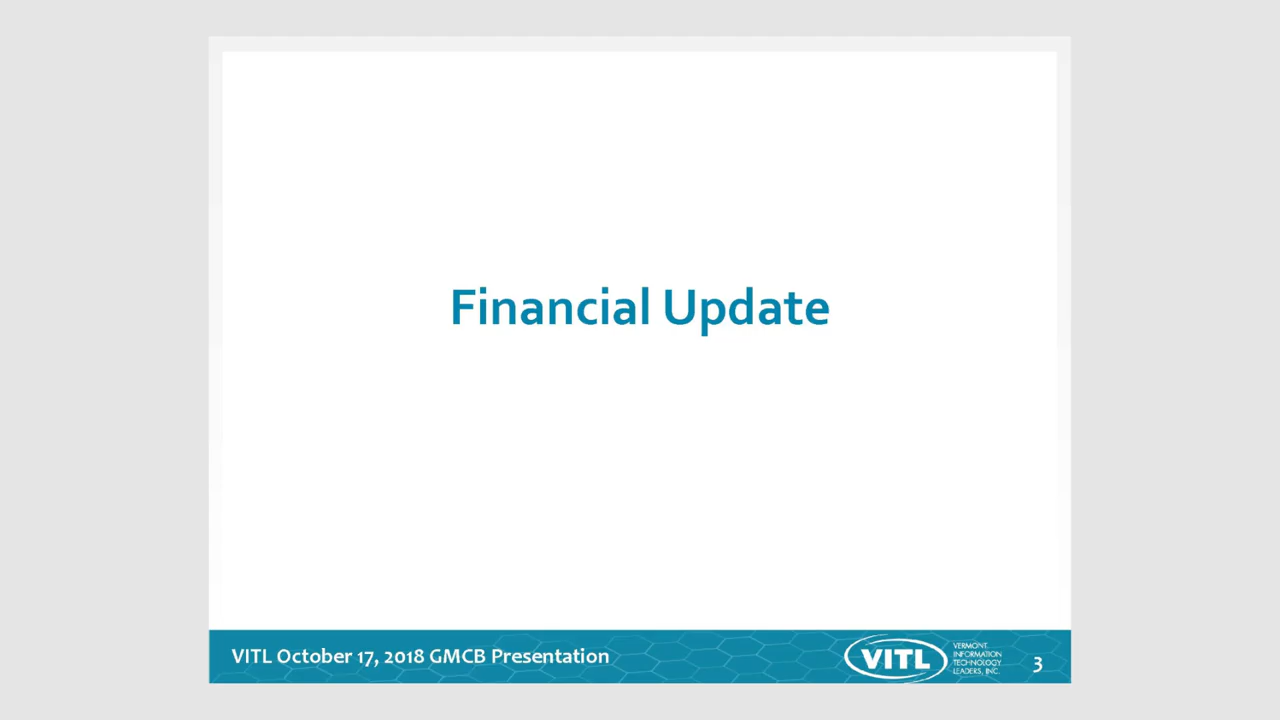 Financial Update
VITL October 17, 2018 GMCB Presentation
VITL
VERMONT
INFORMATION
TECHNOLOGY
LEADERS, INC.
3